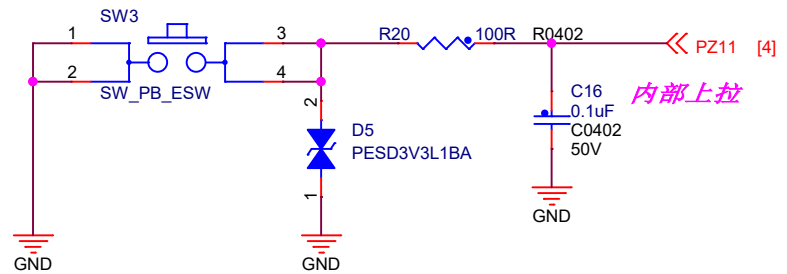 SW3
1
2
3
4
SW_PB_ESW
R20
100R
R0402
PZ11 [4]
C16
0.1uF
C0402
50V
内部上拉
2
D5
PESD3V3L1BA
1
GND
GND
GND